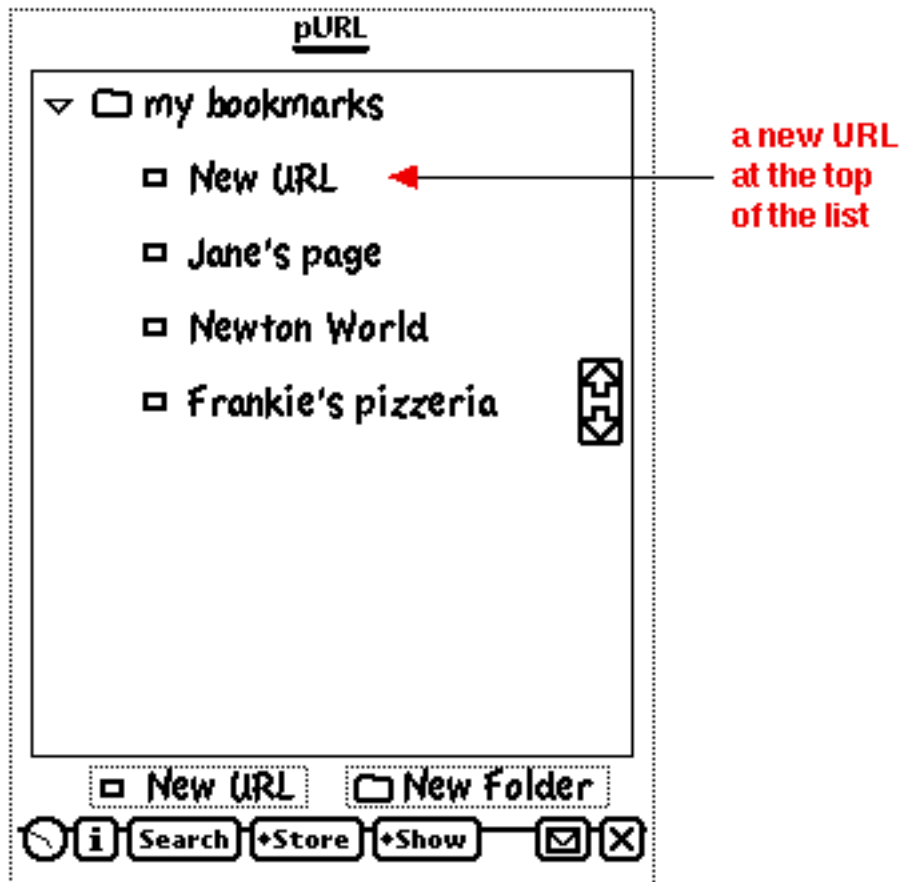 pURL
my bookmarks
New URL
a new URL
at the top
of the list
Jane's page
Newton World
Frankie's pizzeria
New URL
New Folder
i
Search
Store
Show